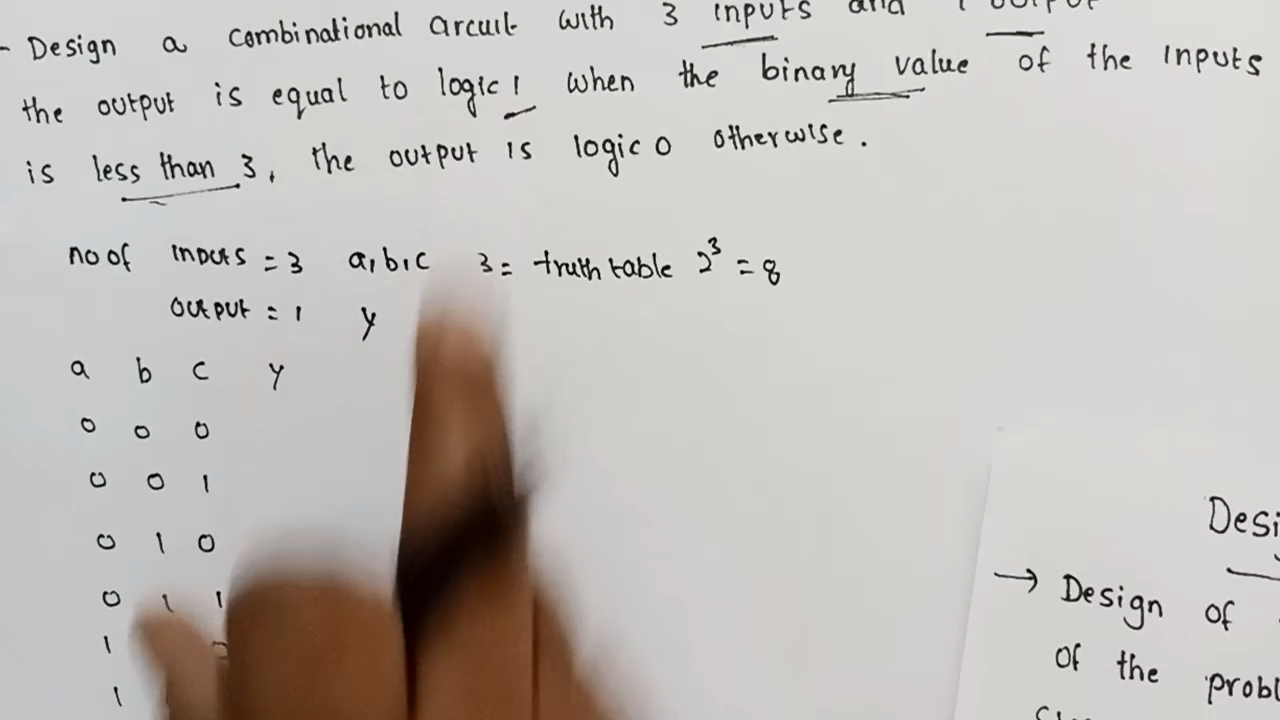 - Design a combinational circuit with 3 inputs and 1 output
the output is equal to logic 1 when the binary value of the inputs
is less than 3, the output is logic 0 otherwise.
no of inputs = 3 a, b, c 3 = truth table 2³ = 8
output = 1 y
a b c y
0 0 0
0 0 1
0 1 0
0 1 1
1
1
Desi
→ Design of
of the probl